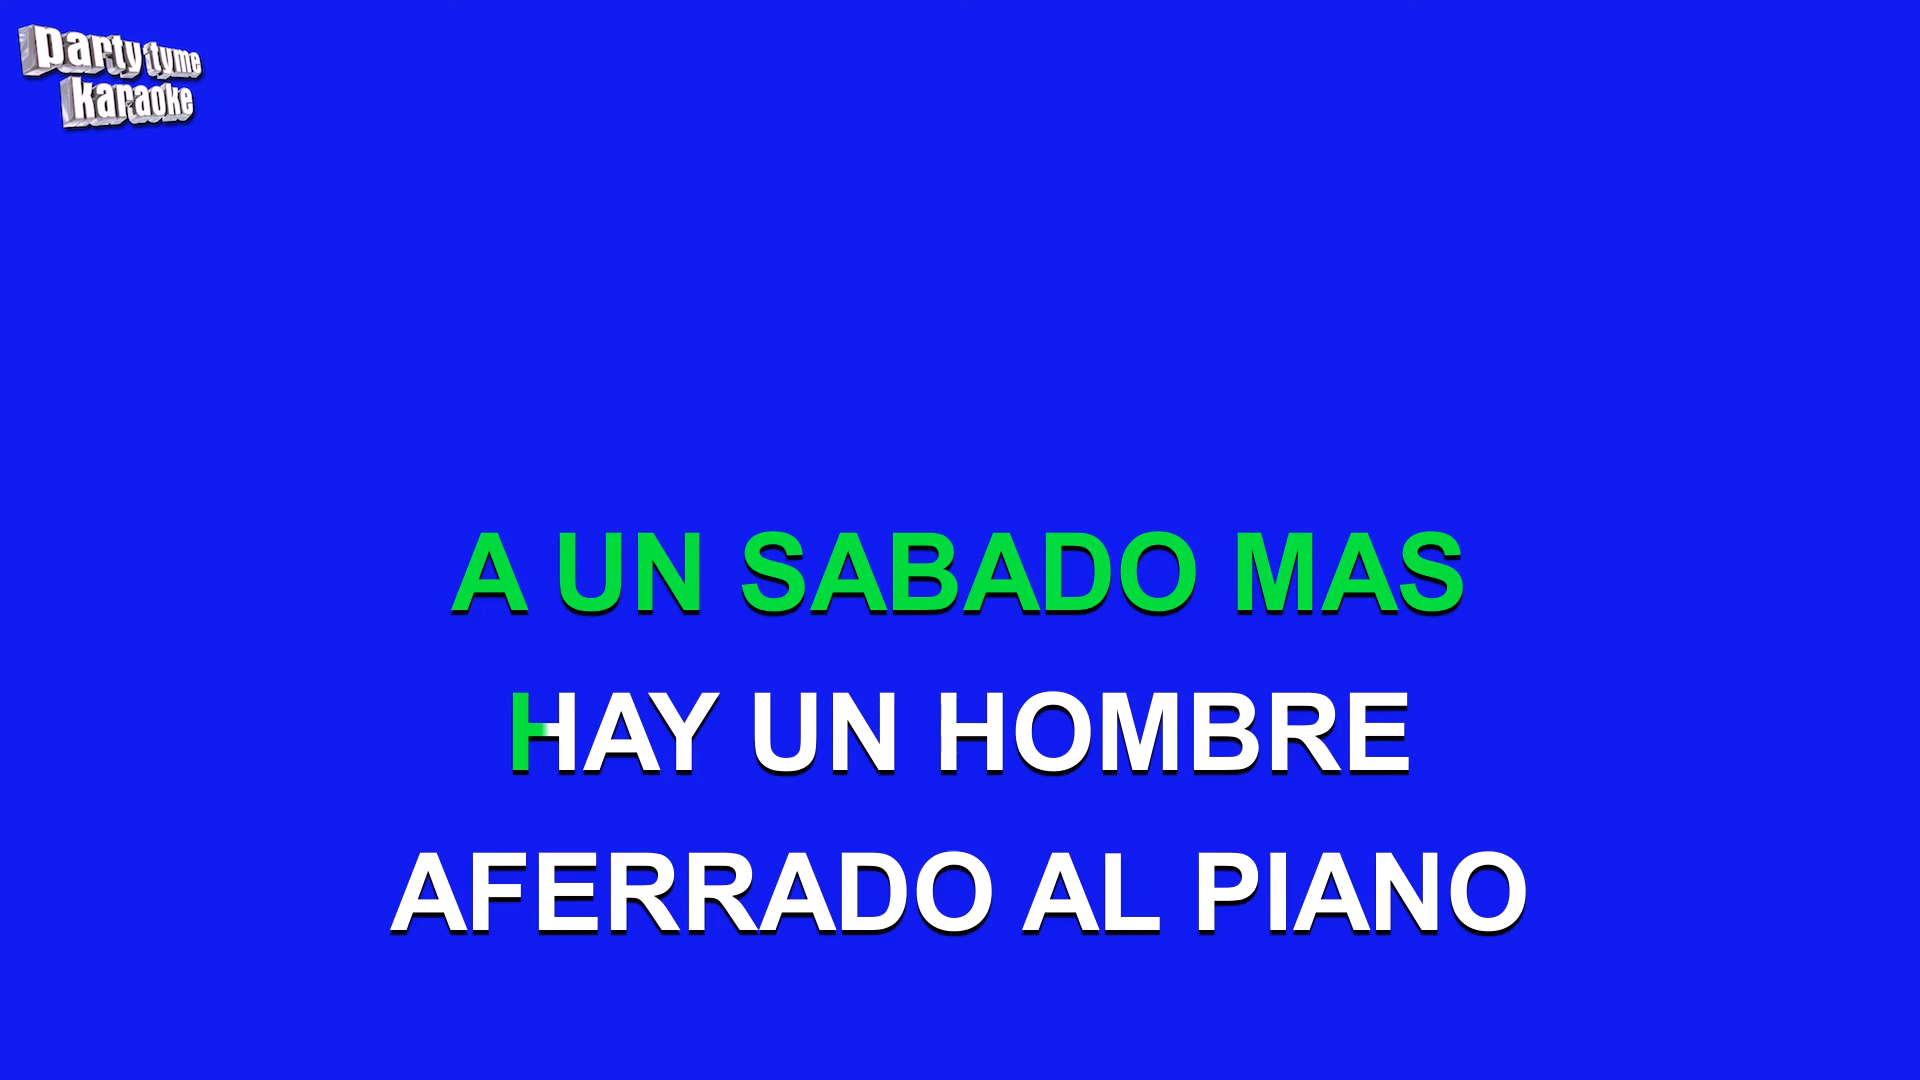 party tyme
karaoke
A UN SABADO MAS
HAY UN HOMBRE
AFERRADO AL PIANO